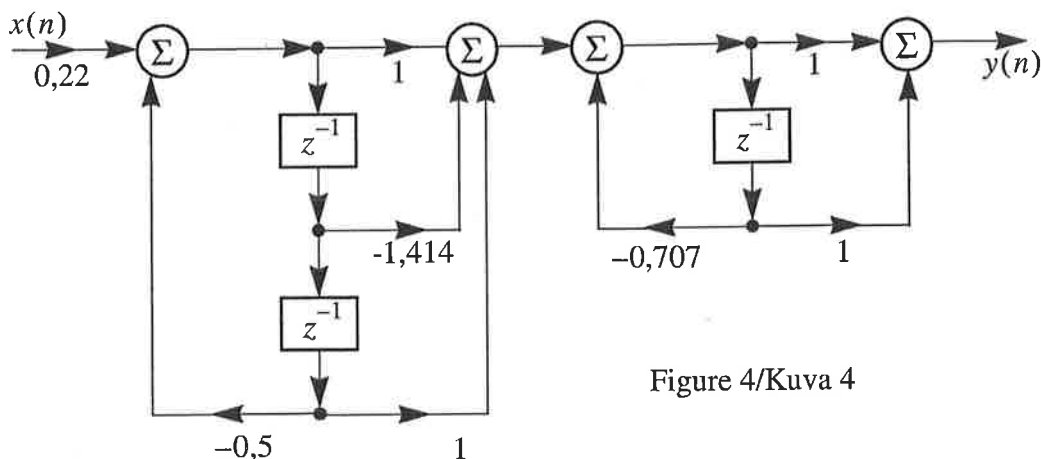 x(n)
0,22
Σ
1
Σ
Σ
1
Σ
y(n)
z⁻¹
z⁻¹
-1,414
−0,707
1
z⁻¹
−0,5
1
Figure 4/Kuva 4